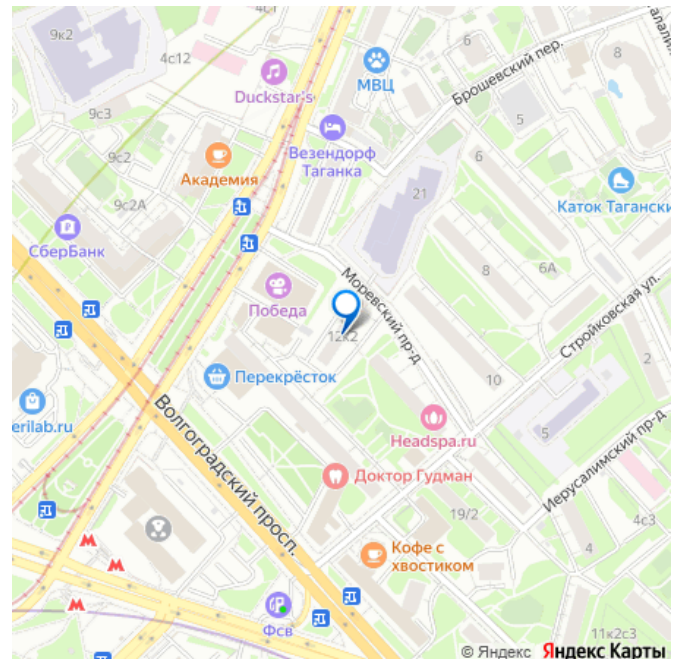 9к2
4с1
4с12
Duckstar's
МВЦ
Брошевский пер.
8
9с3
5
Везендорф
Таганка
6
9с2
Академия
21
9с2А
Каток Тагански
СберБанк
8
6А
Моревский пр-д
Стройковская ул.
Победа
12к2
2
Перекрёсток
10
erilab.ru
Волгоградский просп.
Headspa.ru
5
Иерусалимский пр-д
Доктор Гудман
19/2
4с3
Кофе с
хвостиком
4
Фсв
11к2с3
© Яндекс Яндекс Карты